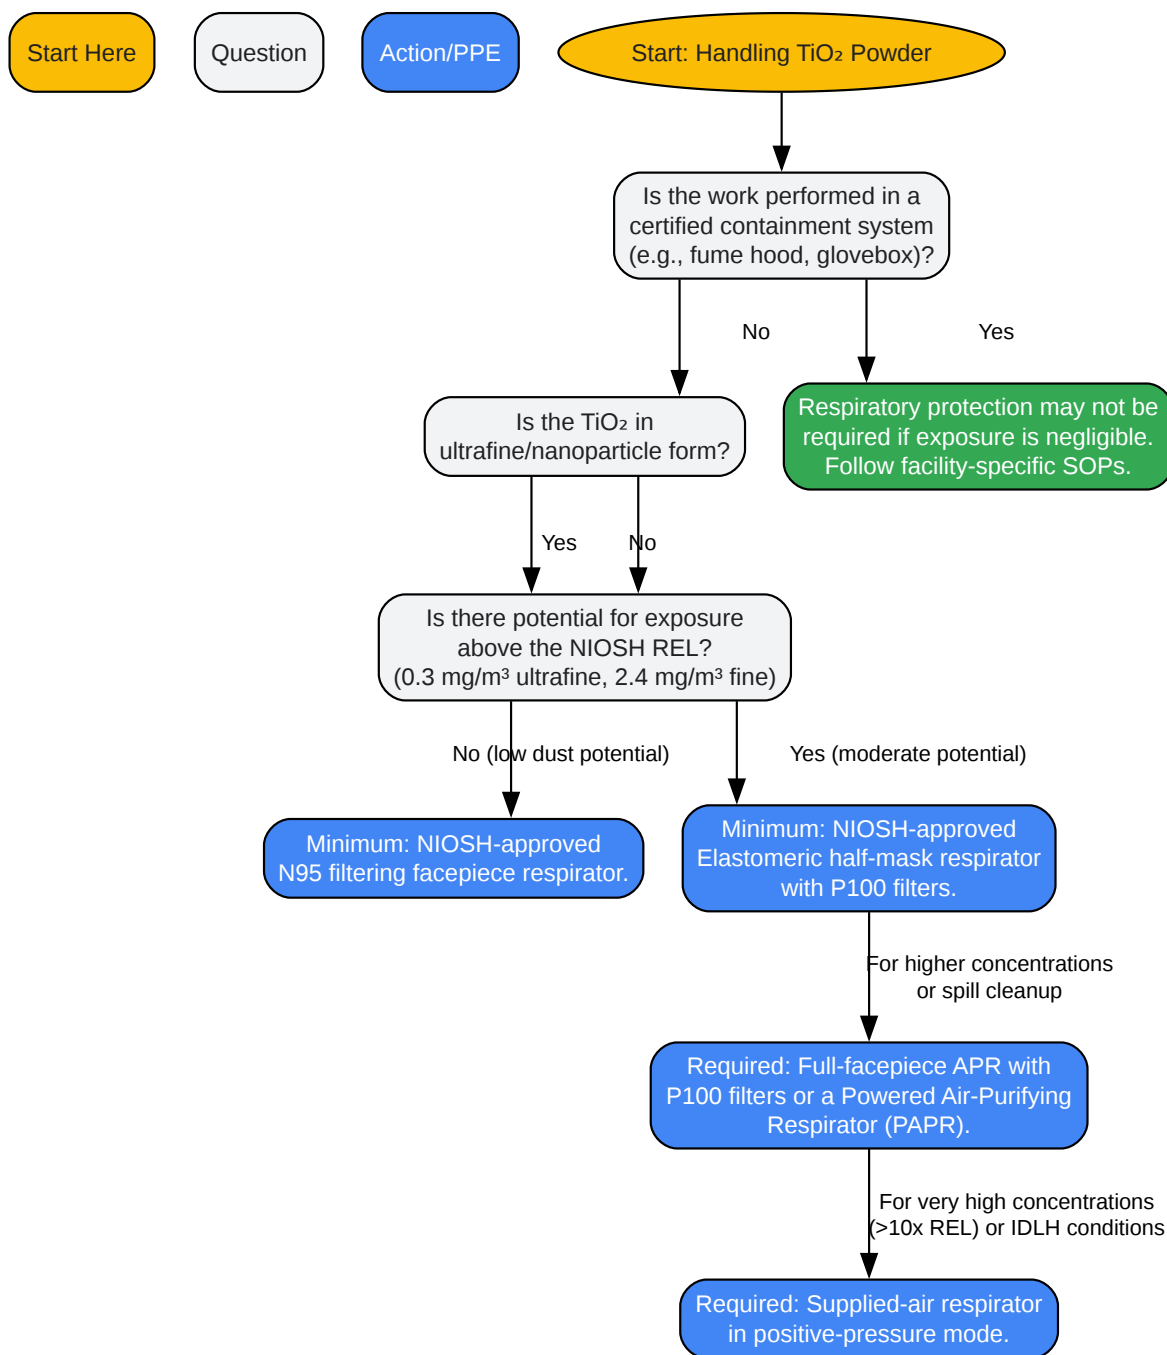 Start Here
Question
Action/PPE
Start: Handling TiO₂ Powder
Is the work performed in a
certified containment system
(e.g., fume hood, glovebox)?
No
Yes
Is the TiO₂ in
ultrafine/nanoparticle form?
Respiratory protection may not be
required if exposure is negligible.
Follow facility-specific SOPs.
Yes
No
Is there potential for exposure
above the NIOSH REL?
(0.3 mg/m³ ultrafine, 2.4 mg/m³ fine)
No (low dust potential)
Yes (moderate potential)
Minimum: NIOSH-approved
N95 filtering facepiece respirator.
Minimum: NIOSH-approved
Elastomeric half-mask respirator
with P100 filters.
For higher concentrations
or spill cleanup
Required: Full-facepiece APR with
P100 filters or a Powered Air-Purifying
Respirator (PAPR).
For very high concentrations
(>10x REL) or IDLH conditions
Required: Supplied-air respirator
in positive-pressure mode.